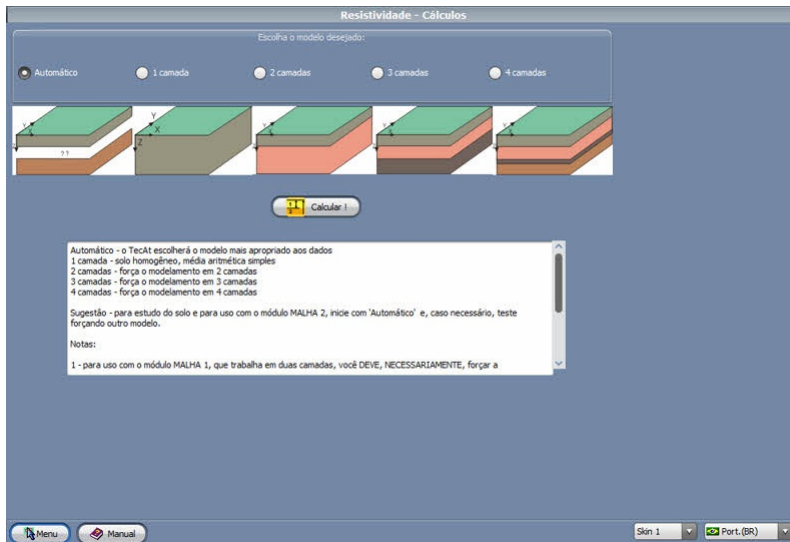 Resistividade - Cálculos
Escolha o modelo desejado:
Automático
1 camada
2 camadas
3 camadas
4 camadas
Y
X
Z
? ?
Calcular !
Automático - o TecAt escolherá o modelo mais apropriado aos dados
1 camada - solo homogêneo, média aritmética simples
2 camadas - força o modelamento em 2 camadas
3 camadas - força o modelamento em 3 camadas
4 camadas - força o modelamento em 4 camadas
Sugestão - para estudo do solo e para uso com o módulo MALHA 2, inicie com 'Automático' e, caso necessário, teste
forçando outro modelo.
Notas:
1 - para uso com o módulo MALHA 1, que trabalha em duas camadas, você DEVE, NECESSARIAMENTE, forçar a
Menu
Manual
Skin 1
Port.(BR)